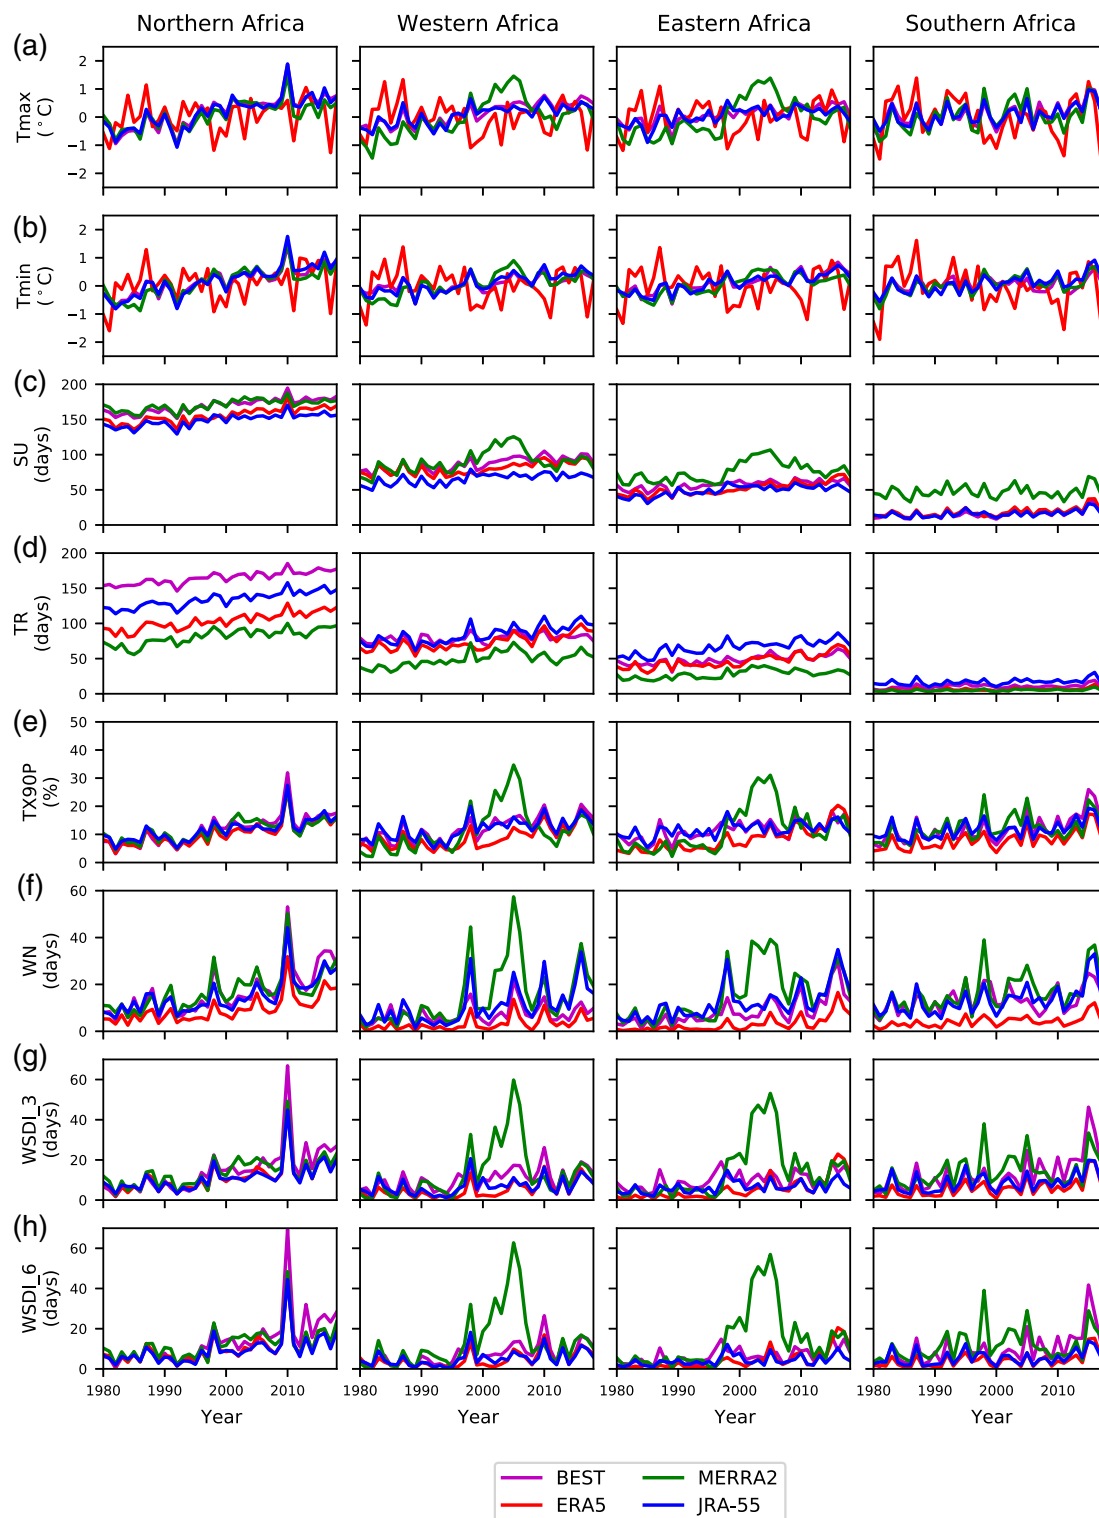 Northern Africa Western Africa Eastern Africa Southern Africa
(a)
Tmax
(°C)
2
1
0
−1
−2
(b)
Tmin
(°C)
2
1
0
−1
−2
(c)
SU
(days)
200
150
100
50
0
(d)
TR
(days)
200
150
100
50
0
(e)
TX90P
(%)
50
40
30
20
10
0
(f)
WN
(days)
60
40
20
0
(g)
WSDI_3
(days)
60
40
20
0
(h)
WSDI_6
(days)
60
40
20
0
1980 1990 2000 2010 1980 1990 2000 2010 1980 1990 2000 2010 1980 1990 2000 2010
Year Year Year Year
BEST MERRA2
ERA5 JRA-55